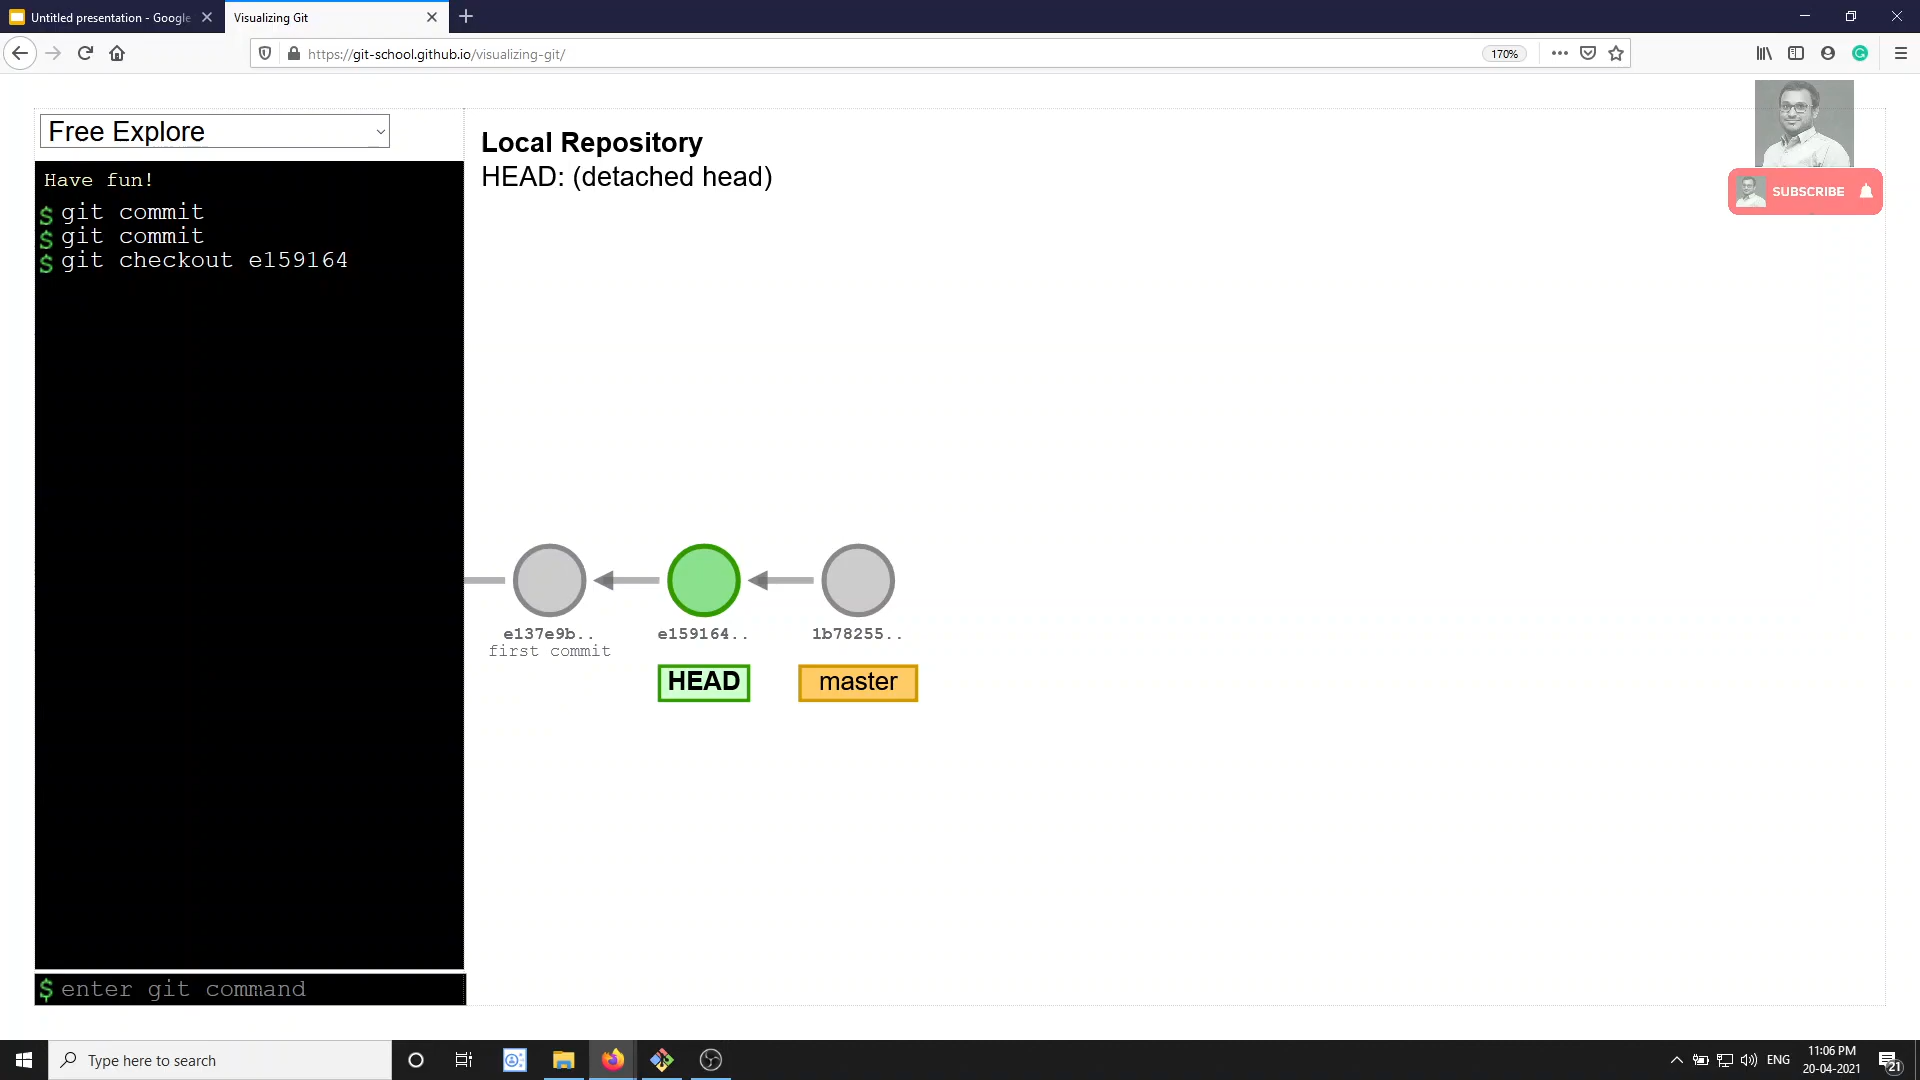 Untitled presentation - Google
Visualizing Git
https://git-school.github.io/visualizing-git/
170%
Free Explore
Have fun!
$ git commit
$ git commit
$ git checkout e159164
$ enter git command
Local Repository
HEAD: (detached head)
SUBSCRIBE
e137e9b..
first commit
e159164..
1b78255..
HEAD
master
Type here to search
ENG
11:06 PM
20-04-2021
21